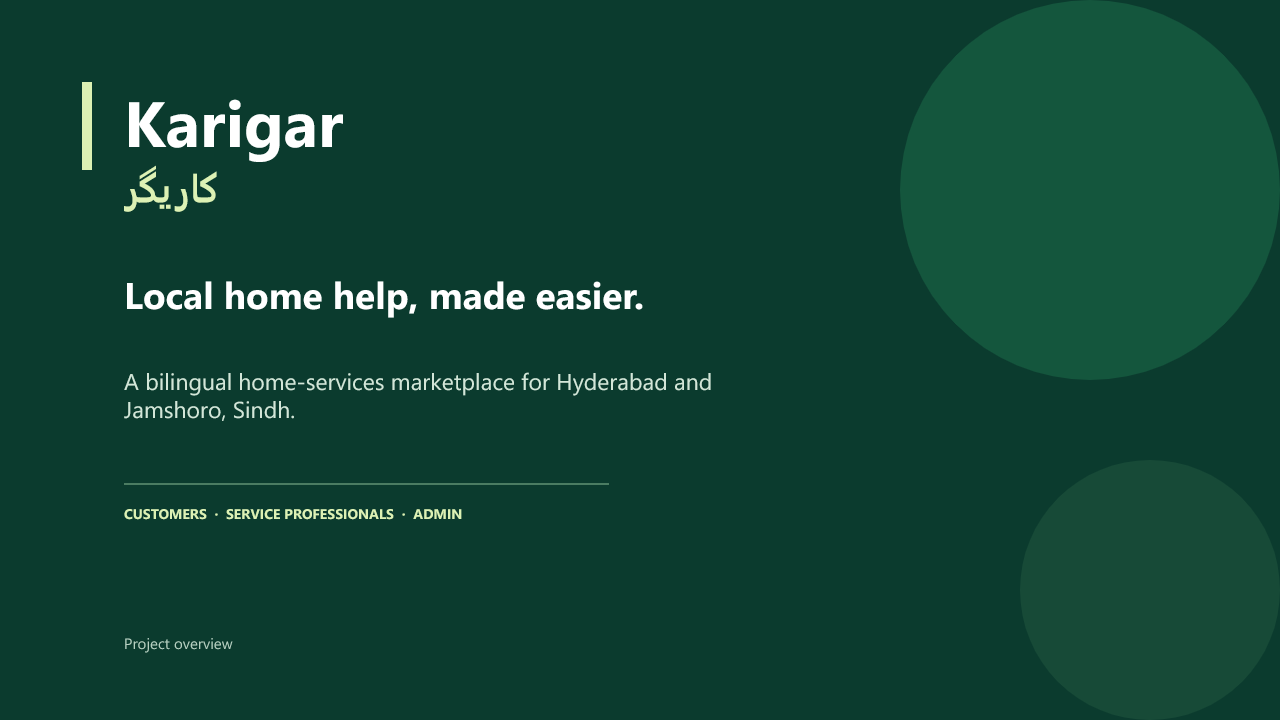 Karigar
کاریگر
Local home help, made easier.
A bilingual home-services marketplace for Hyderabad and
Jamshoro, Sindh.
CUSTOMERS · SERVICE PROFESSIONALS · ADMIN
Project overview